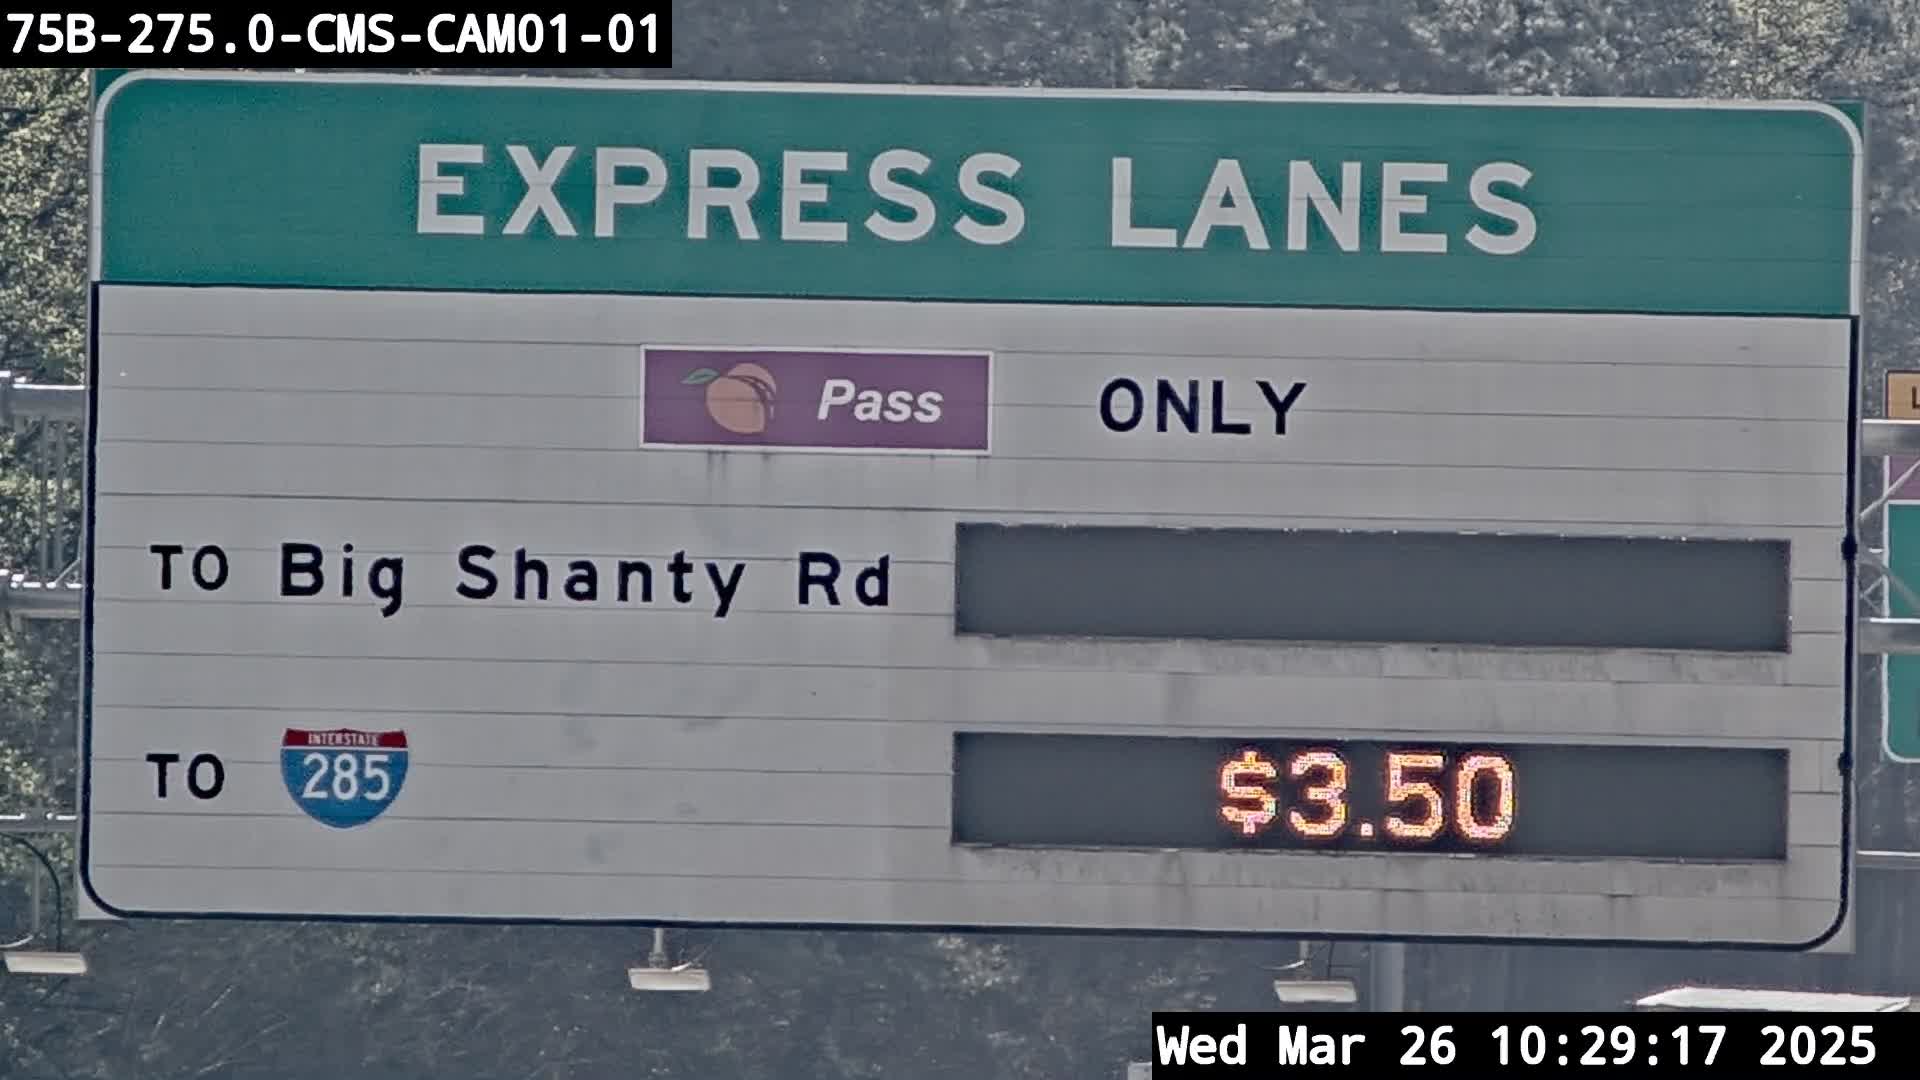 75B-275.0-CMS-CAM01-01
EXPRESS LANES
Pass ONLY
TO Big Shanty Rd
TO INTERSTATE 285 $3.50
Wed Mar 26 10:29:17 2025